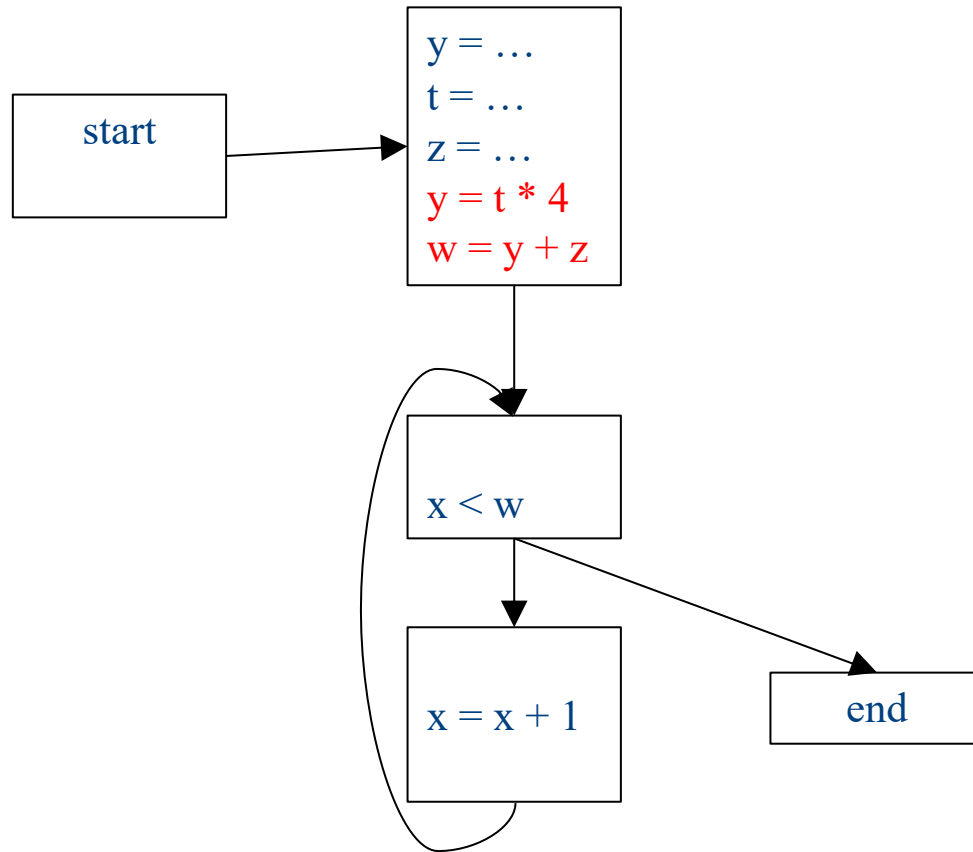 start
y = …
t = …
z = …
y = t * 4
w = y + z
x < w
x = x + 1
end